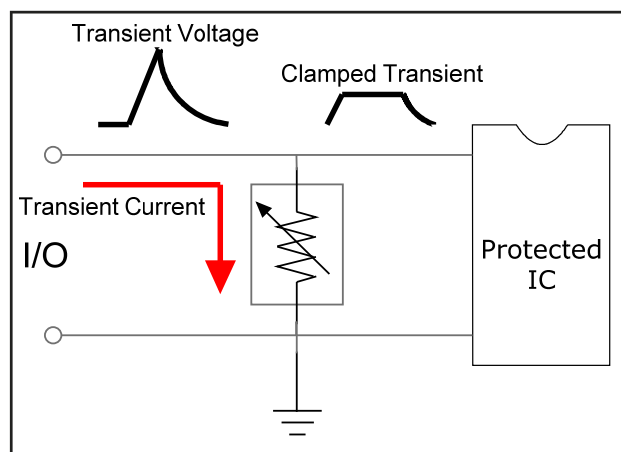 Transient Voltage
Clamped Transient
Transient Current
I/O
Protected
IC